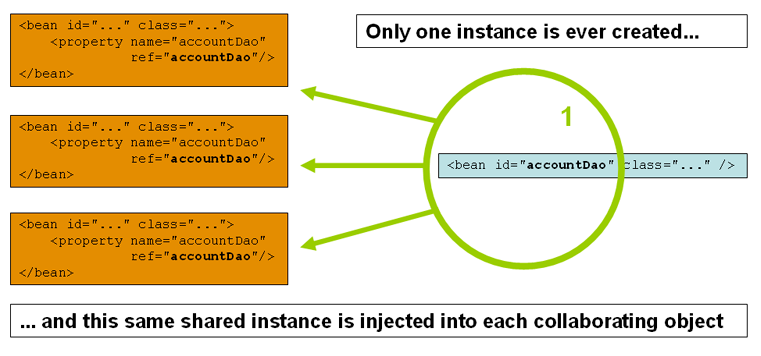 <bean id="..." class="...">
<property name="accountDao"
ref="accountDao"/>
</bean>
Only one instance is ever created...
1
<bean id="..." class="...">
<property name="accountDao"
ref="accountDao"/>
</bean>
<bean id="accountDao" class="..." />
<bean id="..." class="...">
<property name="accountDao"
ref="accountDao"/>
</bean>
... and this same shared instance is injected into each collaborating object